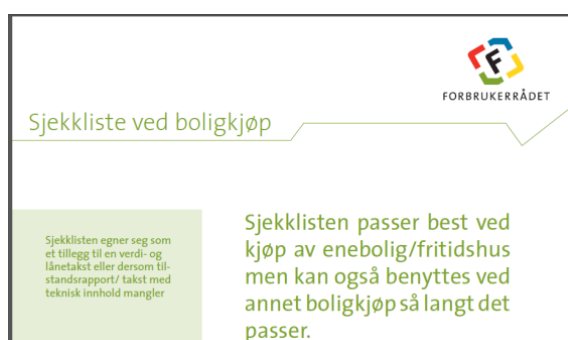 F
FORBRUKERRÅDET
Sjekkliste ved boligkjøp
Sjekklisten egner seg som
et tillegg til en verdi- og
lånetakst eller dersom til-
standsrapport/ takst med
teknisk innhold mangler
Sjekklisten passer best ved
kjøp av enebolig/fritidshus
men kan også benyttes ved
annet boligkjøp så langt det
passer.